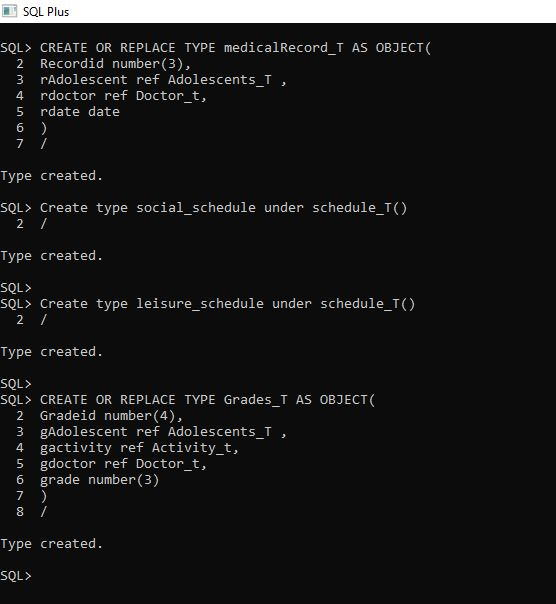 SQL Plus
SQL> CREATE OR REPLACE TYPE medicalRecord_T AS OBJECT(
  2  Recordid number(3),
  3  rAdolescent ref Adolescents_T ,
  4  rdoctor ref Doctor_t,
  5  rdate date
  6  )
  7  /
Type created.
SQL> Create type social_schedule under schedule_T()
  2  /
Type created.
SQL>
SQL> Create type leisure_schedule under schedule_T()
  2  /
Type created.
SQL>
SQL> CREATE OR REPLACE TYPE Grades_T AS OBJECT(
  2  Gradeid number(4),
  3  gAdolescent ref Adolescents_T ,
  4  gactivity ref Activity_t,
  5  gdoctor ref Doctor_t,
  6  grade number(3)
  7  )
  8  /
Type created.
SQL>